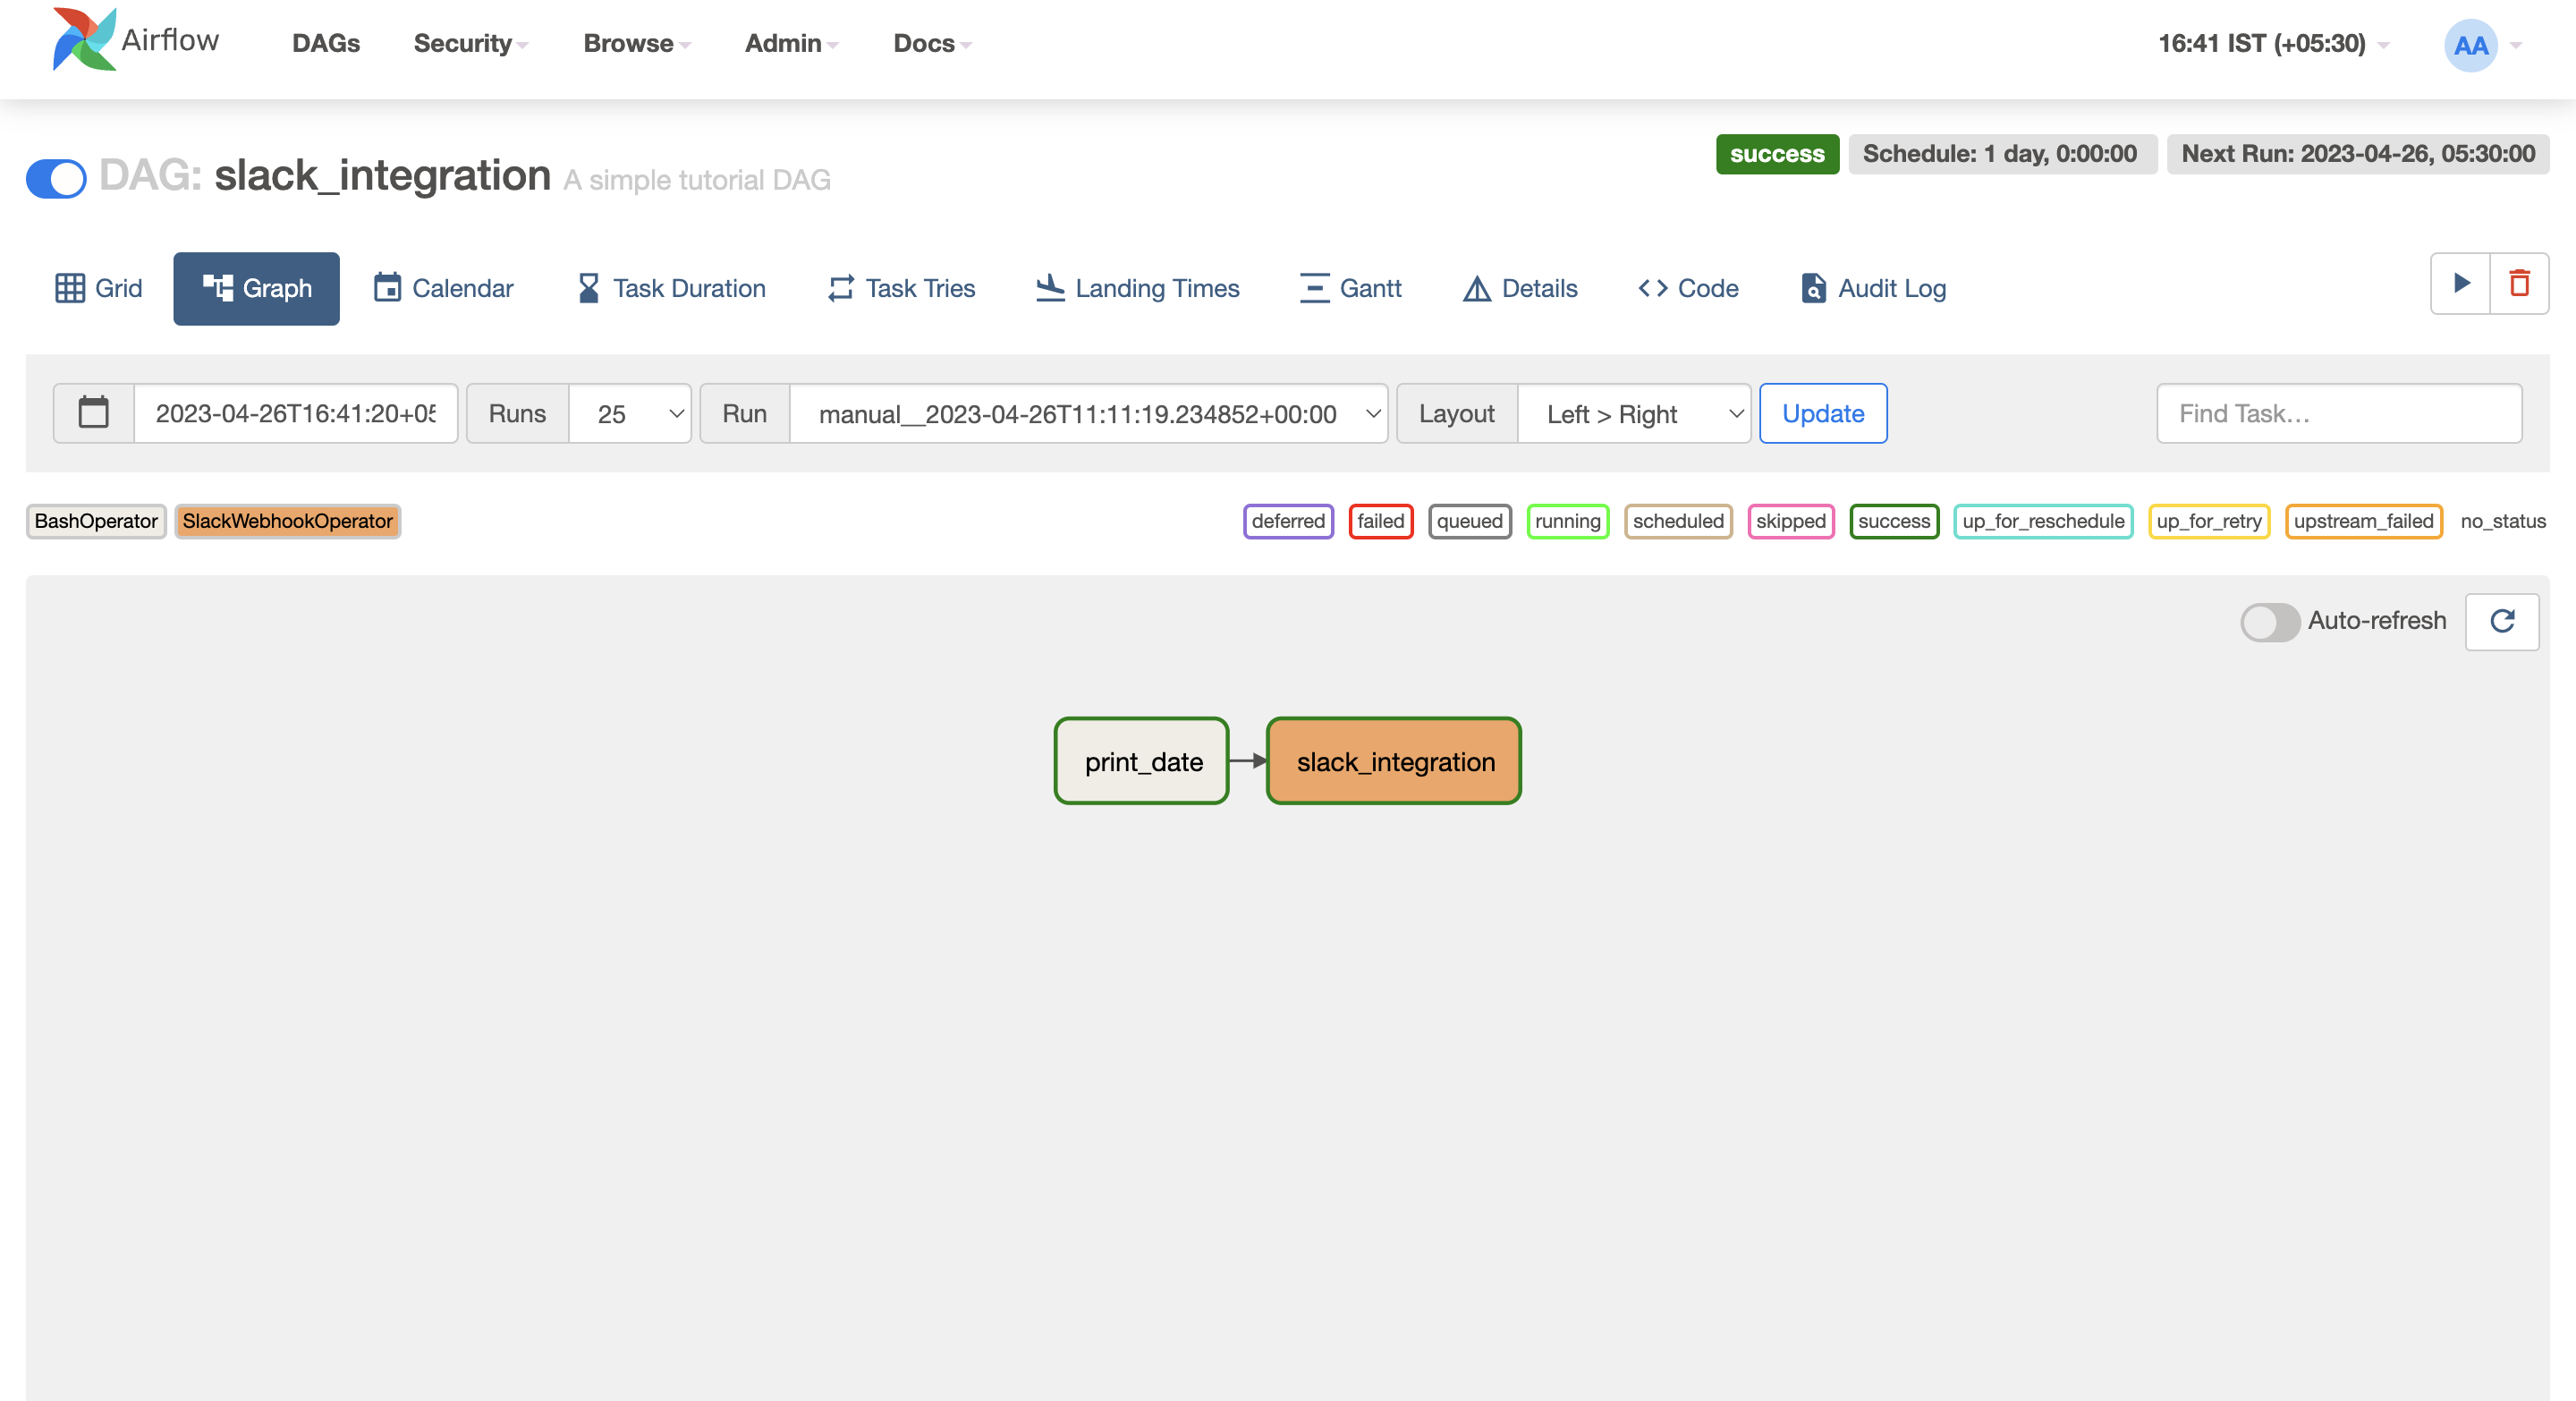 Airflow DAGs Security Browse Admin Docs 16:41 IST (+05:30) AA
success Schedule: 1 day, 0:00:00 Next Run: 2023-04-26, 05:30:00
DAG: slack_integration A simple tutorial DAG
Grid Graph Calendar Task Duration Task Tries Landing Times Gantt Details Code Audit Log
2023-04-26T16:41:20+05 Runs 25 Run manual__2023-04-26T11:11:19.234852+00:00 Layout Left > Right Update Find Task...
BashOperator SlackWebhookOperator deferred failed queued running scheduled skipped success up_for_reschedule up_for_retry upstream_failed no_status
Auto-refresh
print_date slack_integration